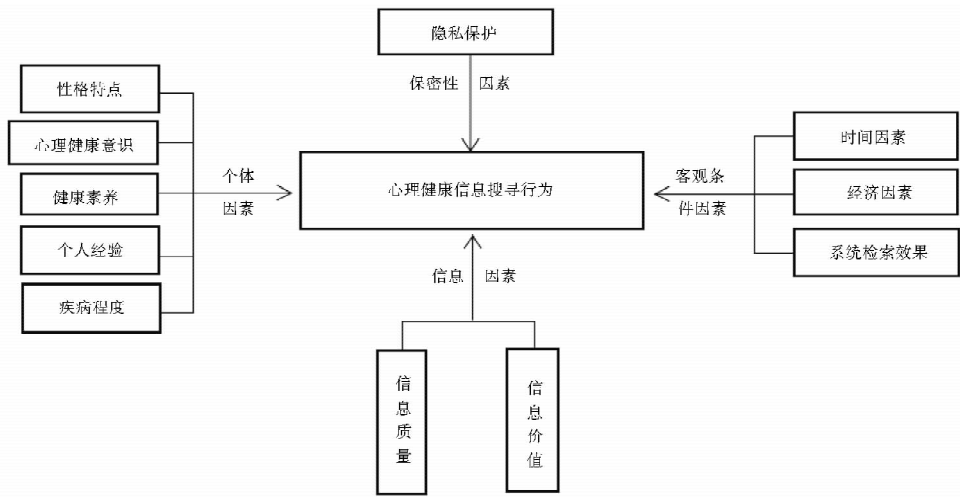 隐私保护
保密性 因素
性格特点
心理健康意识
健康素养
个人经验
疾病程度
个体
因素
心理健康信息搜寻行为
客观条
件因素
时间因素
经济因素
系统检索效果
信息 因素
信息质量
信息价值